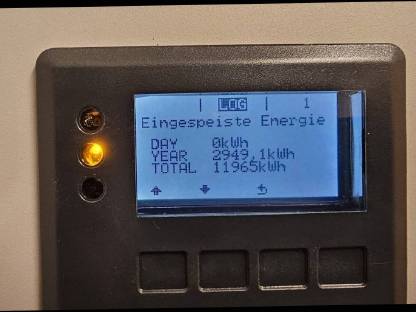 LOG | 1
Eingespeiste Energie
DAY 0kWh
YEAR 2949,1kWh
TOTAL 11965kWh